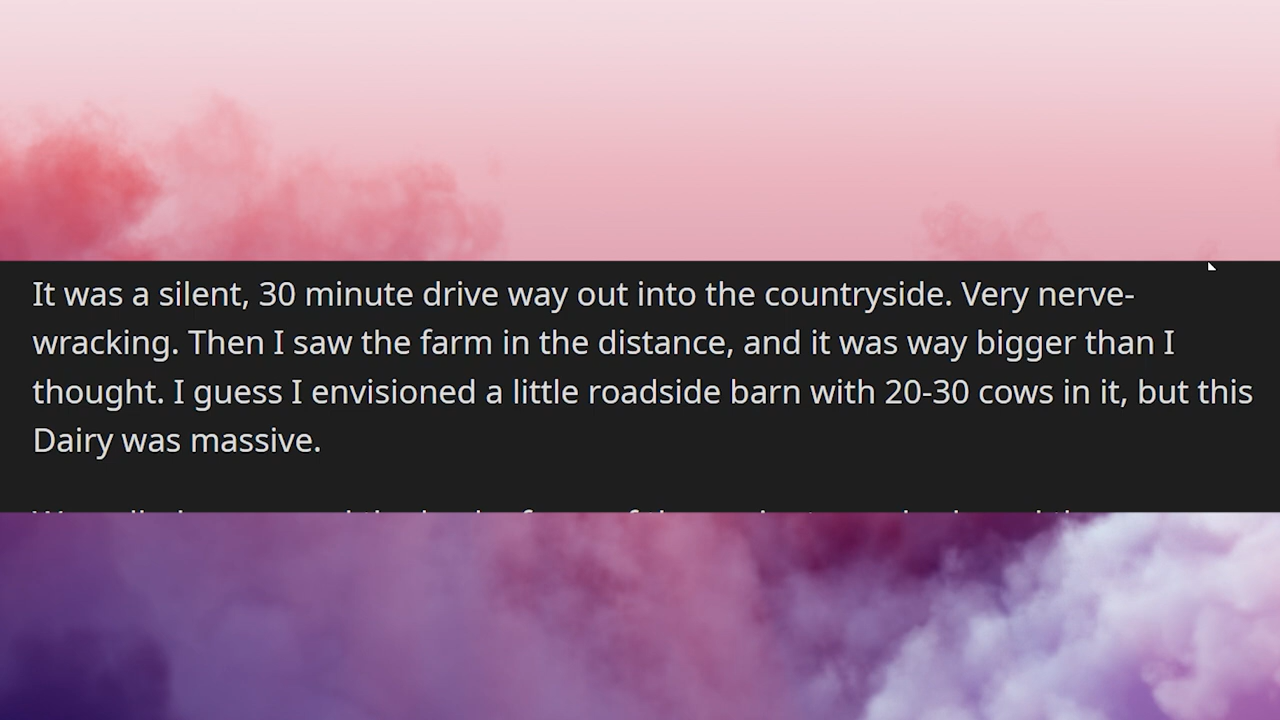 It was a silent, 30 minute drive way out into the countryside. Very nerve-
wracking. Then I saw the farm in the distance, and it was way bigger than I
thought. I guess I envisioned a little roadside barn with 20-30 cows in it, but this
Dairy was massive.